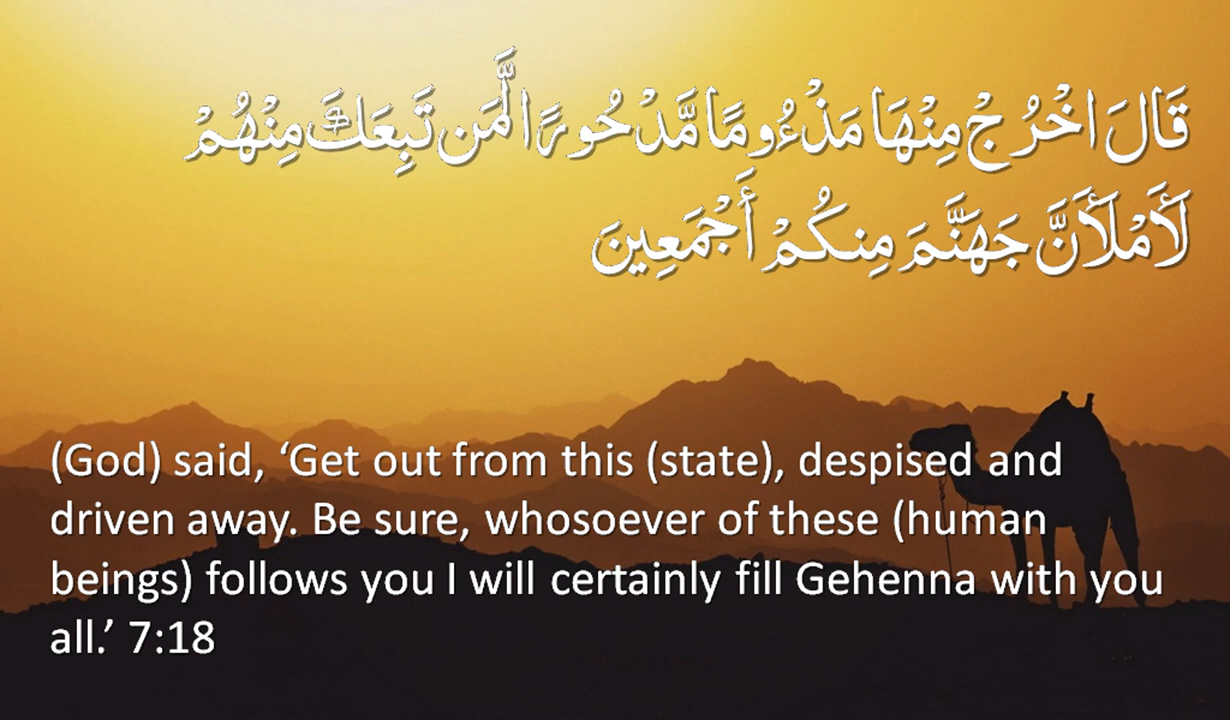 قَالَ اخْرُجْ مِنْهَا مَذْءُومًا مَّدْحُورًا لَّمَن تَبِعَكَ مِنْهُمْ
لَأَمْلَأَنَّ جَهَنَّمَ مِنكُمْ أَجْمَعِينَ
(God) said, ‘Get out from this (state), despised and
driven away. Be sure, whosoever of these (human
beings) follows you I will certainly fill Gehenna with you
all.’ 7:18